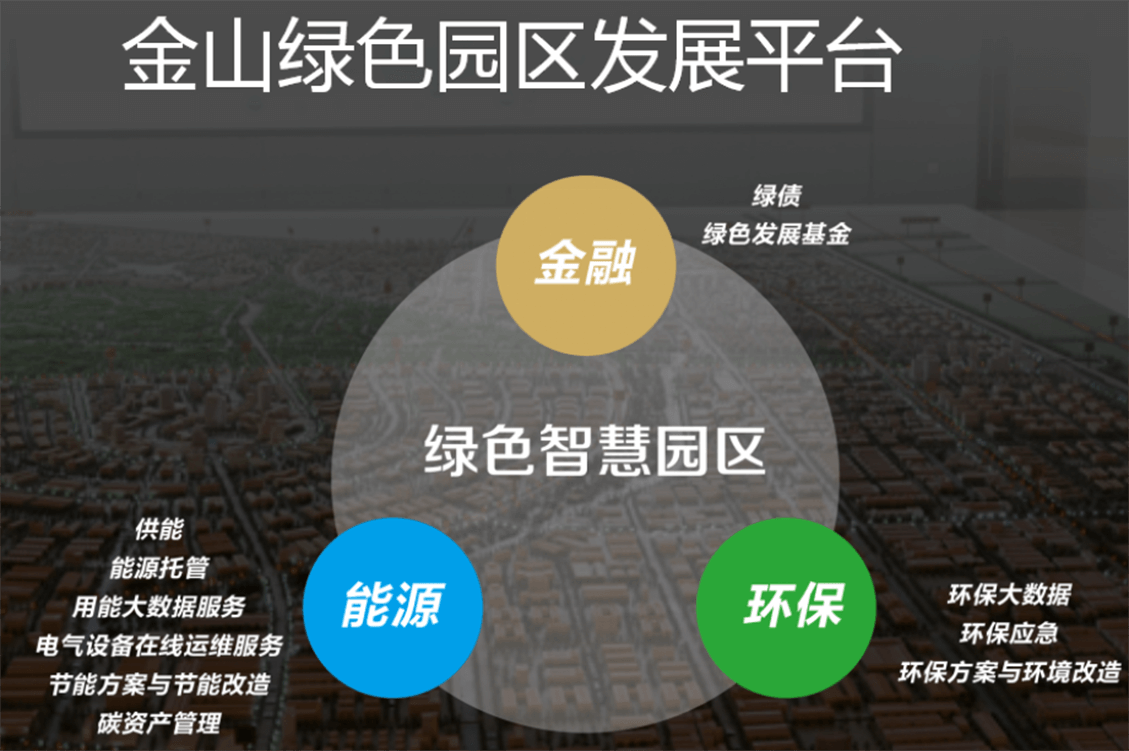 金山绿色园区发展平台
金融
绿债
绿色发展基金
绿色智慧园区
能源
供能
能源托管
用能大数据服务
电气设备在线运维服务
节能方案与节能改造
碳资产管理
环保
环保大数据
环保应急
环保方案与环境改造